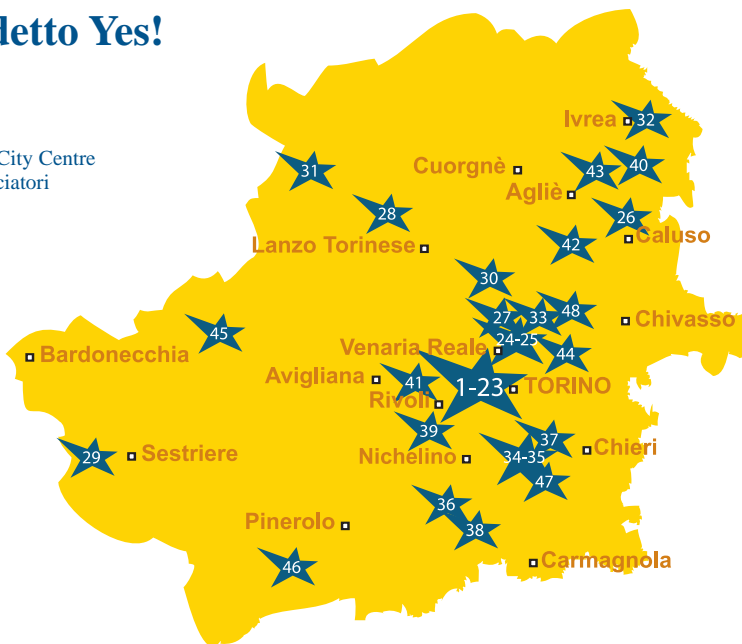 detto Yes!
City Centre
ciatori
Ivrea
32
31
Cuorgnè
43
40
Agliè
28
26
Lanzo Torinese
42
Caluso
30
27
33
48
Chivasso
45
24-25
Venaria Reale
44
Bardonecchia
Avigliana
41
1-23
TORINO
Rivoli
39
37
29
Sestriere
Nichelino
34-35
Chieri
47
36
Pinerolo
38
46
Carmagnola